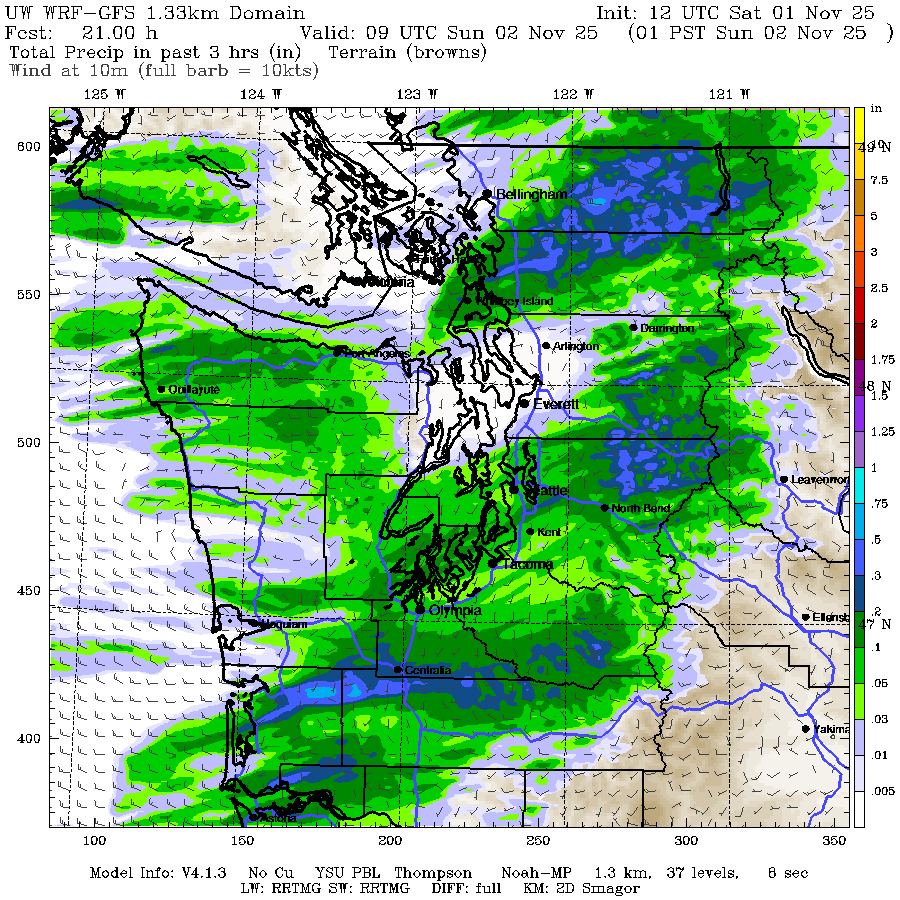 UW WRF-GFS 1.33km Domain Init: 12 UTC Sat 01 Nov 25
Fcst: 21.00 h Valid: 09 UTC Sun 02 Nov 25 (01 PST Sun 02 Nov 25 )
Total Precip in past 3 hrs (in) Terrain (browns)
Wind at 10m (full barb = 10kts)
125 W 124 W 123 W 122 W 121 W
in
600
10
49 N
7.5
Bellingham
5
3
Victoria
550
Island
2.5
Darrington
2
Arlington
Port Angeles
1.75
Quillayute
48 N
1.5
Everett
1.25
500
1
Leavenwor
Seattle
.75
North Bend
Kent
.5
Tacoma
.3
450
Olympia
.2
Ellensb
Hoquiam
47 N
.1
Centralia
.05
.03
Yakima
400
.01
.005
Astoria
100 150 200 250 300 350
Model Info: V4.1.3 No Cu YSU PBL Thompson Noah-MP 1.3 km, 37 levels, 8 sec
LW: RRTMG SW: RRTMG DIFF: full KM: 2D Smagor